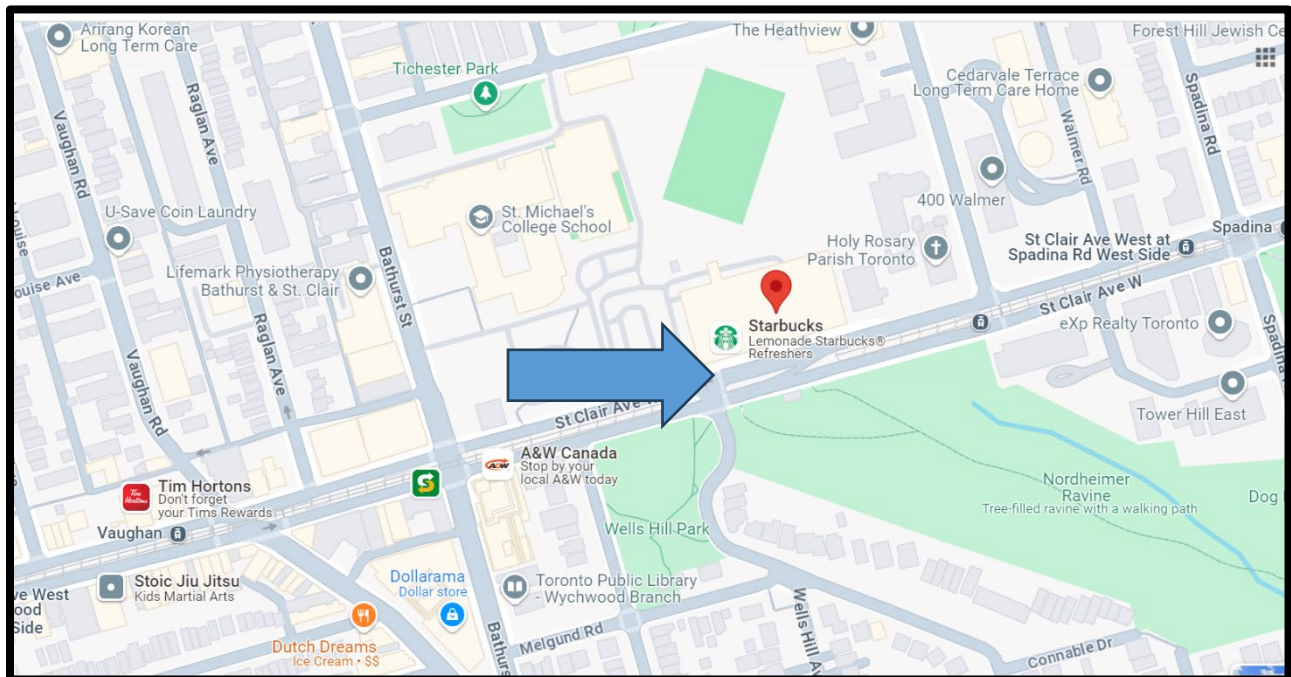 Arirang Korean
Long Term Care
The Heathview
Forest Hill Jewish Ce
Tichester Park
Cedarvale Terrace
Long Term Care Home
Vaughan Rd
Raglan Ave
Walmer Rd
Spadina Rd
400 Walmer
U-Save Coin Laundry
St. Michael's
College School
Louise
ouise Ave
Holy Rosary
Parish Toronto
St Clair Ave West at
Spadina Rd West Side
Spadina
Lifemark Physiotherapy
Bathurst & St. Clair
Bathurst St
St Clair Ave W
Starbucks
Lemonade Starbucks®
Refreshers
eXp Realty Toronto
Spadina
Raglan Ave
Vaughan Rd
St Clair Ave W
Tower Hill East
A&W Canada
Stop by your
local A&W today
Tim Hortons
Don't forget
your Tims Rewards
Nordheimer
Ravine
Tree-filled ravine with a walking path
Dog
Vaughan
Wells Hill Park
Stoic Jiu Jitsu
Kids Martial Arts
ve West
ood
Side
Dollarama
Dollar store
Toronto Public Library
- Wychwood Branch
Dutch Dreams
Ice Cream • $$
Bathurs
Melgund Rd
Wells Hill Av
Connable Dr